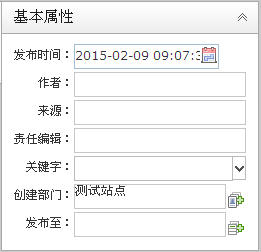 基本属性
发布时间：2015-02-09 09:07:3
作者：
来源：
责任编辑：
关键字：
创建部门：测试站点
发布至：